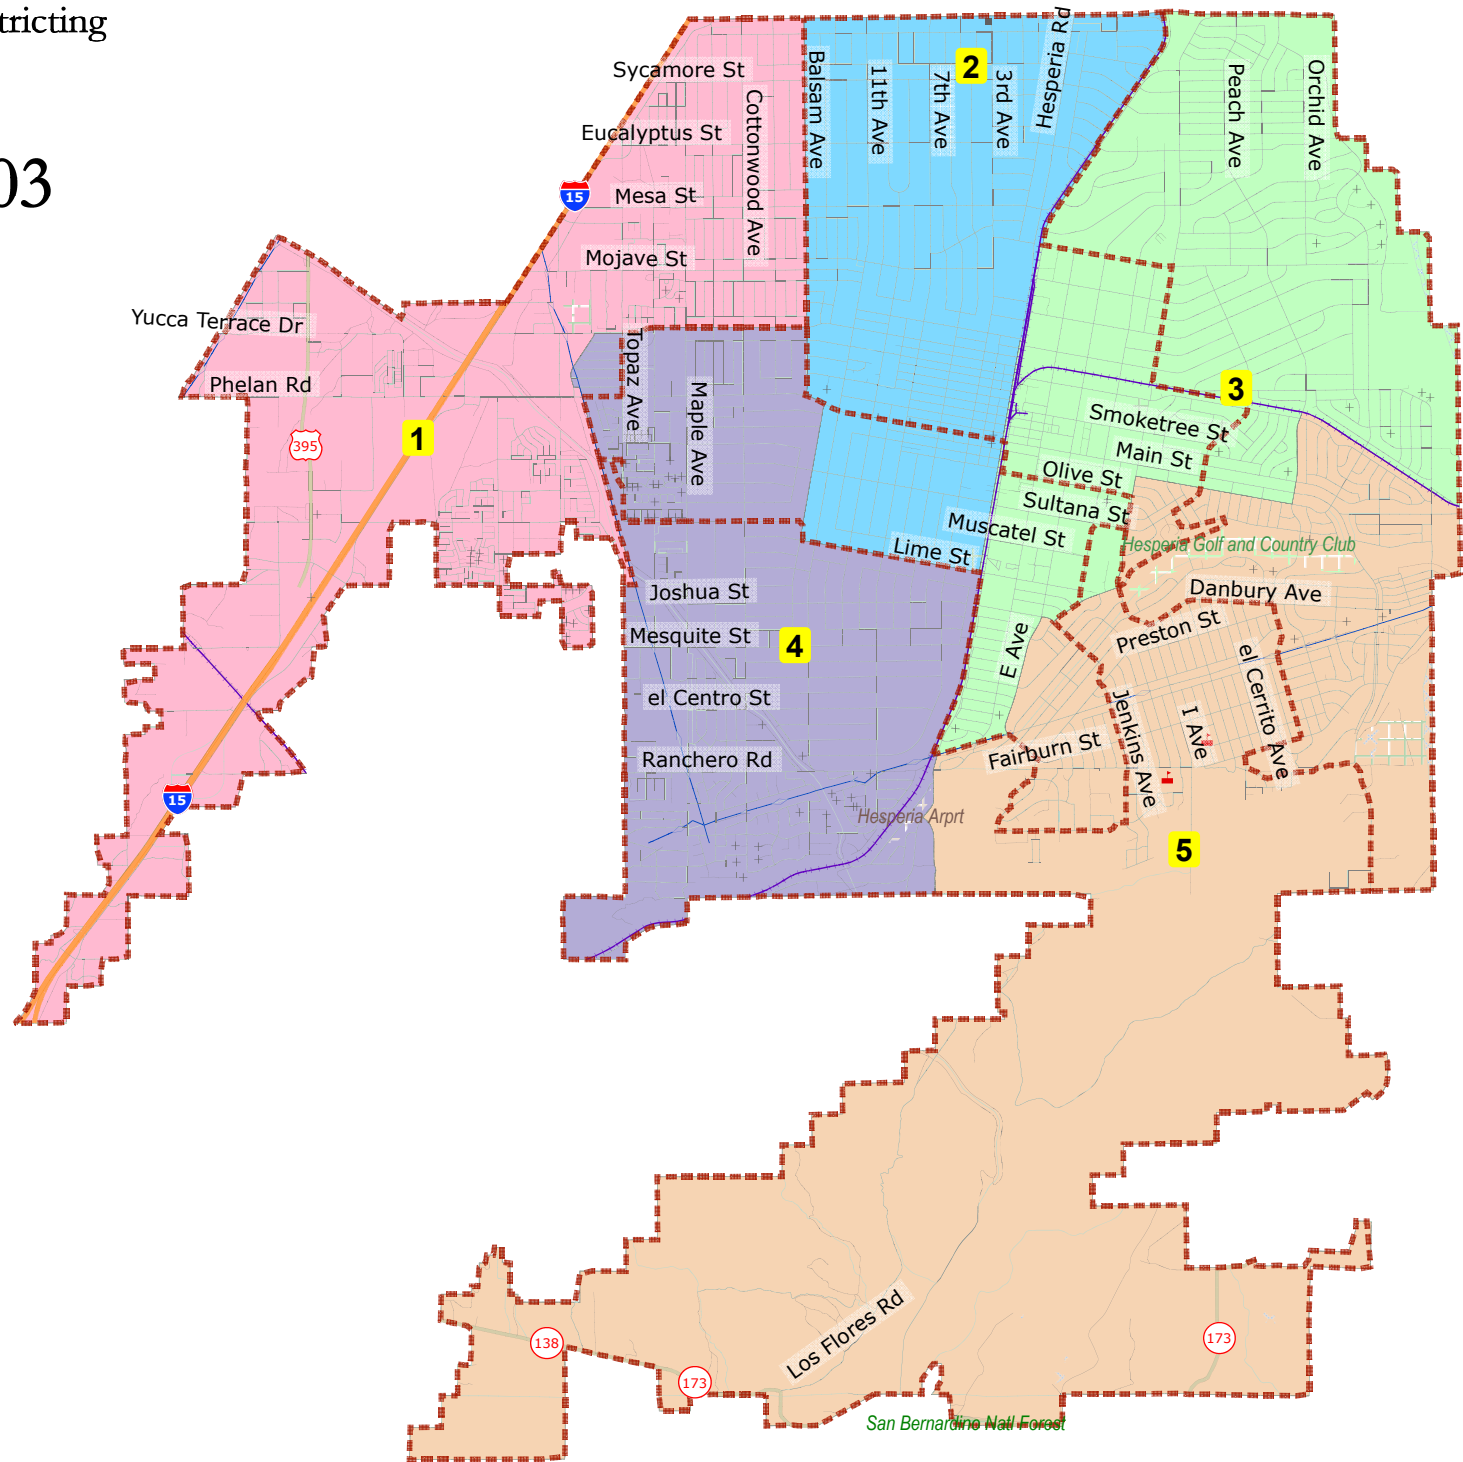 tricting
03
Sycamore St
Eucalyptus St
Mesa St
Mojave St
Cottonwood Ave
Balsam Ave
11th Ave
7th Ave
3rd Ave
Hesperia Rd
2
Peach Ave
Orchid Ave
15
Yucca Terrace Dr
Phelan Rd
395
1
Topaz Ave
Maple Ave
3
Smoketree St
Main St
Olive St
Sultana St
Muscatel St
Lime St
Hesperia Golf and Country Club
Danbury Ave
Joshua St
Mesquite St
4
el Centro St
Ranchero Rd
E Ave
Preston St
el Cerrito Ave
Jenkins Ave
I Ave
Fairburn St
15
Hesperia Arprt
5
Los Flores Rd
138
173
173
San Bernardino Natl Forest